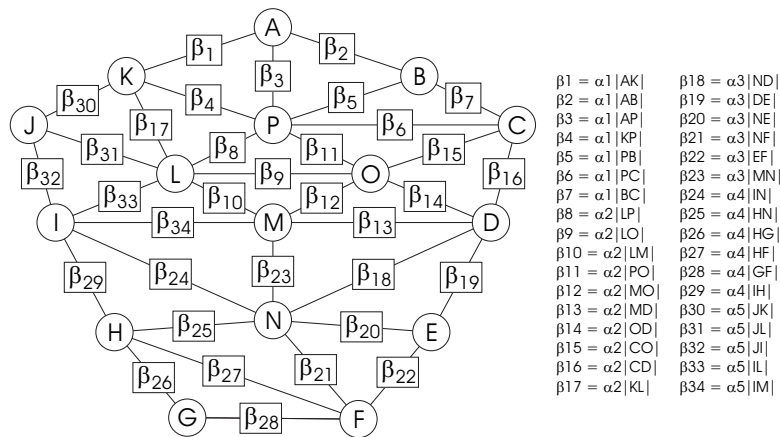 A
β1 β2
K β3 B
β30 β4 β5 β7
J β17 P β6 C
β31 β8 β11 β15
β32 L β9 O β16
β33 β10 β12 β14
I β34 M β13 D
β29 β24 β23 β18 β19
H β25 N β20 E
β26 β27 β21 β22
G β28 F
β1 = α1|AK| β18 = α3|ND|
β2 = α1|AB| β19 = α3|DE|
β3 = α1|AP| β20 = α3|NE|
β4 = α1|KP| β21 = α3|NF|
β5 = α1|PB| β22 = α3|EF|
β6 = α1|PC| β23 = α3|MN|
β7 = α1|BC| β24 = α4|IN|
β8 = α2|LP| β25 = α4|HN|
β9 = α2|LO| β26 = α4|HG|
β10 = α2|LM| β27 = α4|HF|
β11 = α2|PO| β28 = α4|GF|
β12 = α2|MO| β29 = α4|IH|
β13 = α2|MD| β30 = α5|JK|
β14 = α2|OD| β31 = α5|JL|
β15 = α2|CO| β32 = α5|JI|
β16 = α2|CD| β33 = α5|IL|
β17 = α2|KL| β34 = α5|IM|